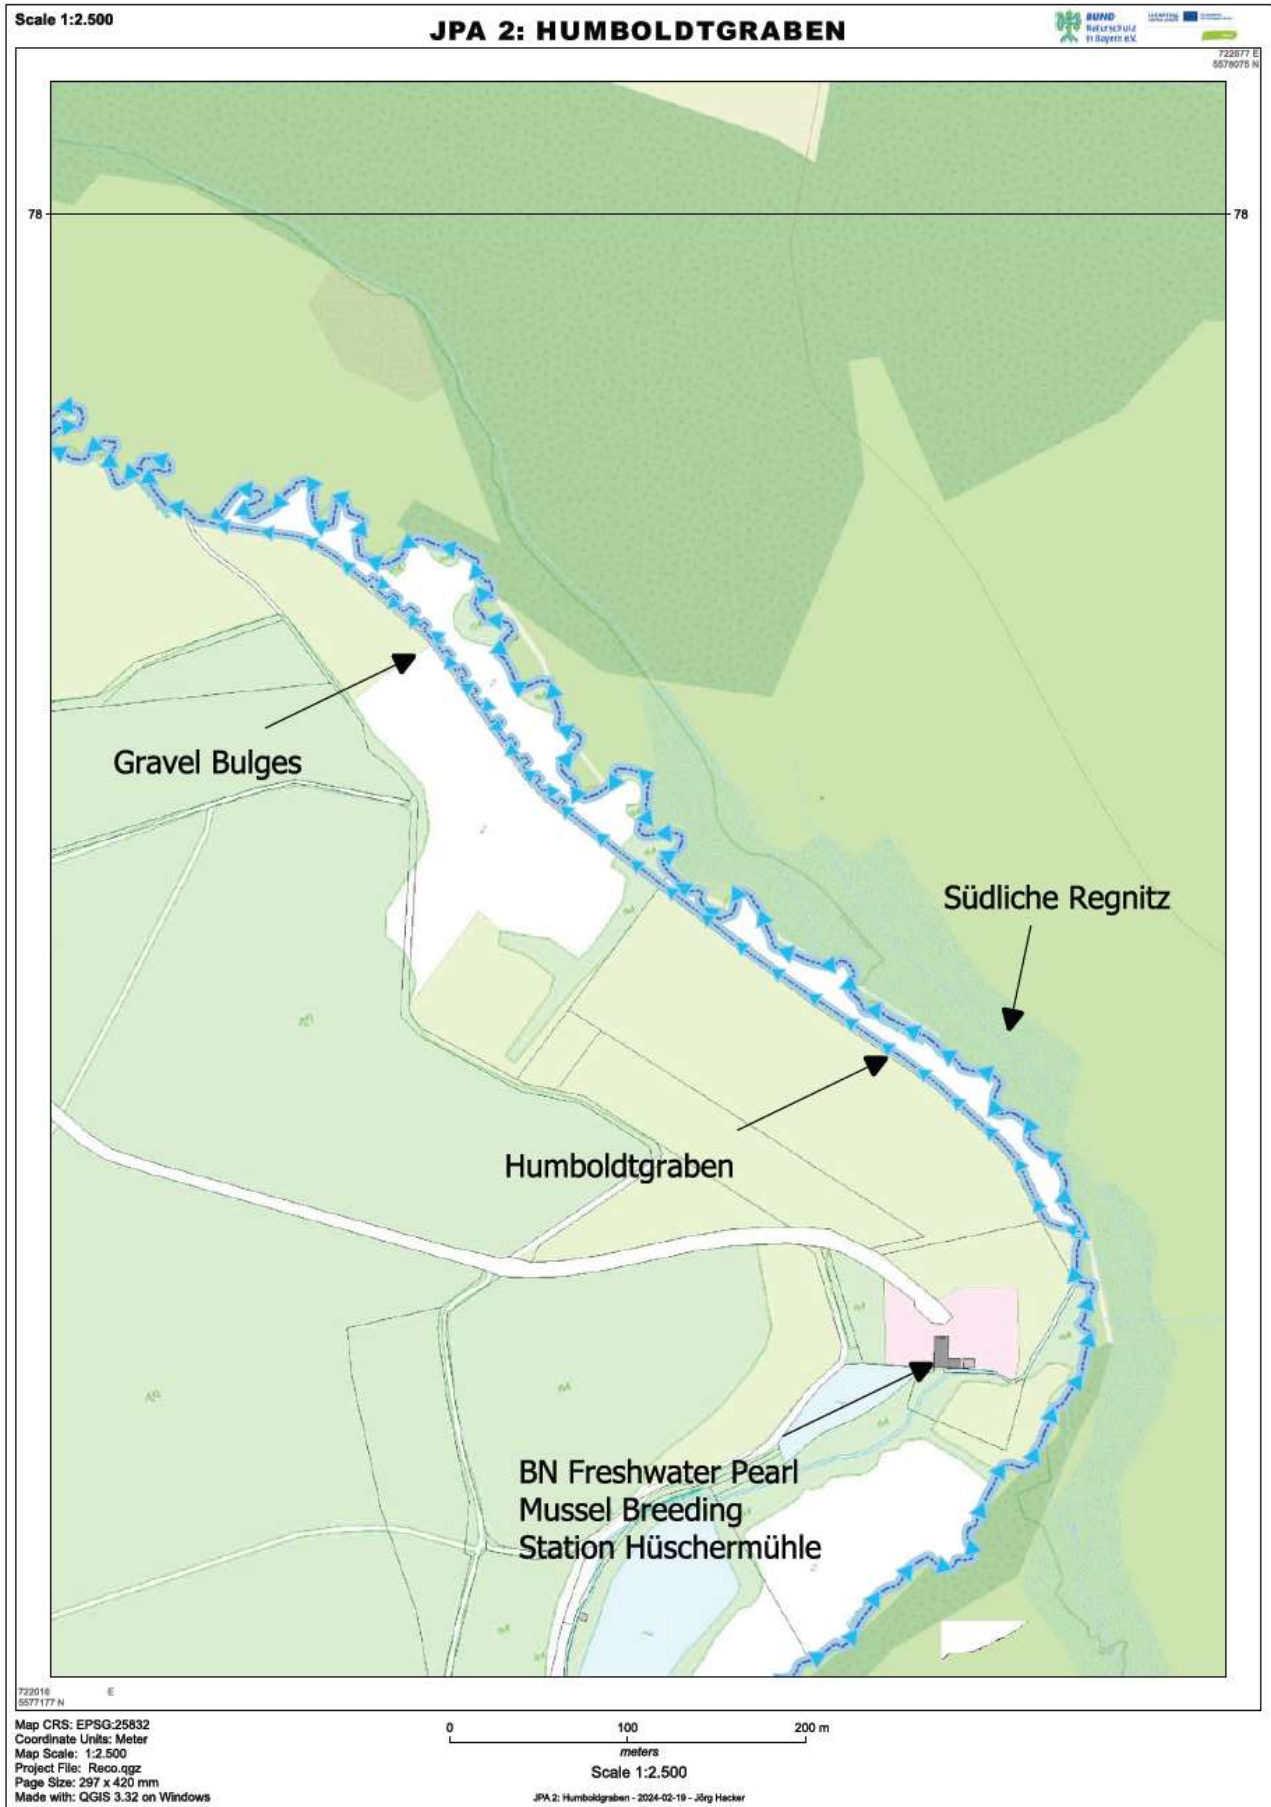 Scale 1:2.500
JPA 2: HUMBOLDTGRABEN
BUND
Naturschutz
in Bayern e.V.
722677 E
5578075 N
78
78
Gravel Bulges
Südliche Regnitz
Humboldtgraben
BN Freshwater Pearl
Mussel Breeding
Station Hüschermühle
722016 E
5577177 N
Map CRS: EPSG:25832
Coordinate Units: Meter
Map Scale: 1:2.500
Project File: Reco.qgz
Page Size: 297 x 420 mm
Made with: QGIS 3.32 on Windows
0 100 200 m
meters
Scale 1:2.500
JPA 2: Humboldgraben - 2024-02-19 - Jörg Hacker